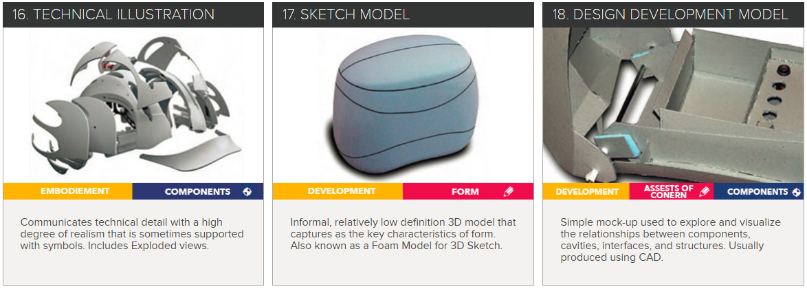 16. TECHNICAL ILLUSTRATION
EMBODIEMENT
COMPONENTS
Communicates technical detail with a high
degree of realism that is sometimes supported
with symbols. Includes Exploded views.
17. SKETCH MODEL
DEVELOPMENT
FORM
Informal, relatively low definition 3D model that
captures as the key characteristics of form.
Also known as a Foam Model for 3D Sketch.
18. DESIGN DEVELOPMENT MODEL
DEVELOPMENT
ASSESTS OF
CONERN
COMPONENTS
Simple mock-up used to explore and visualize
the relationships between components,
cavities, interfaces, and structures. Usually
produced using CAD.